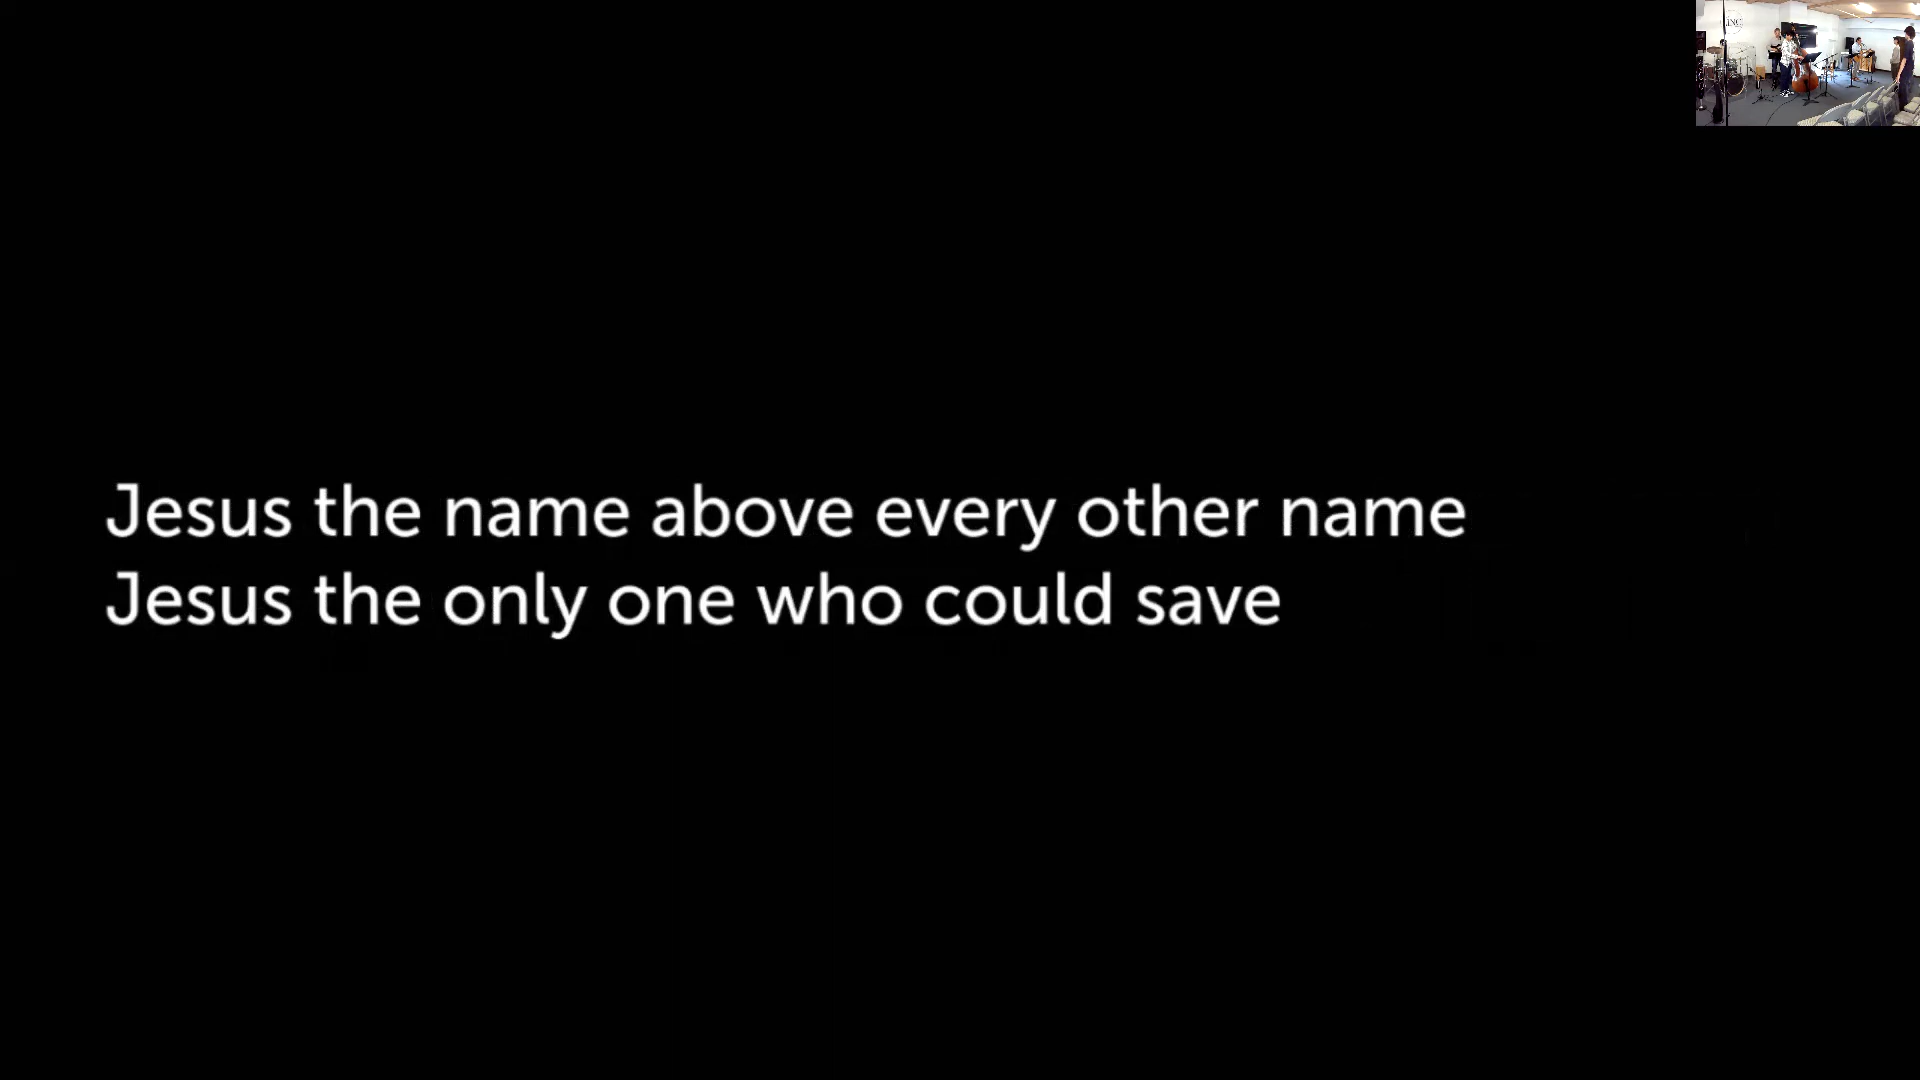 Jesus the name above every other name
Jesus the only one who could save